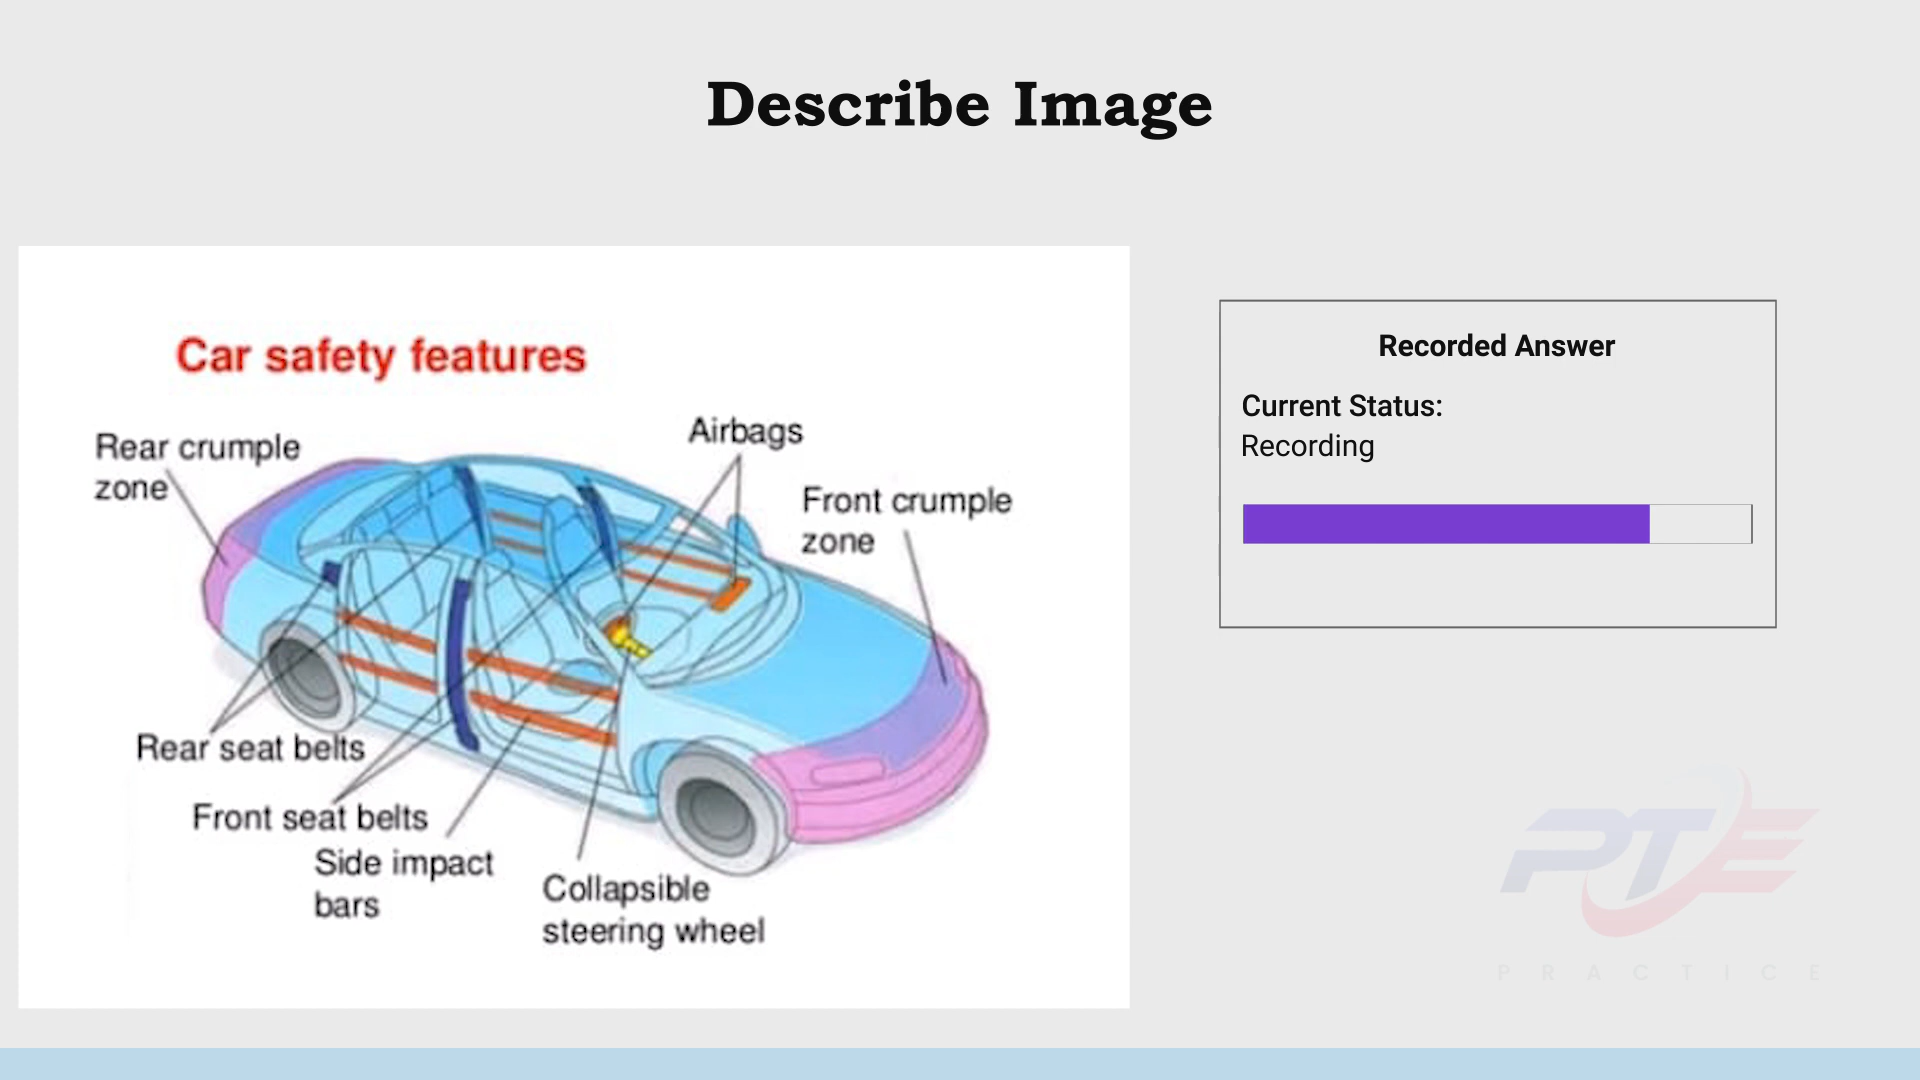 Describe Image
Car safety features
Rear crumple
zone
Airbags
Front crumple
zone
Rear seat belts
Front seat belts
Side impact
bars
Collapsible
steering wheel
Recorded Answer
Current Status:
Recording
PTE
PRACTICE